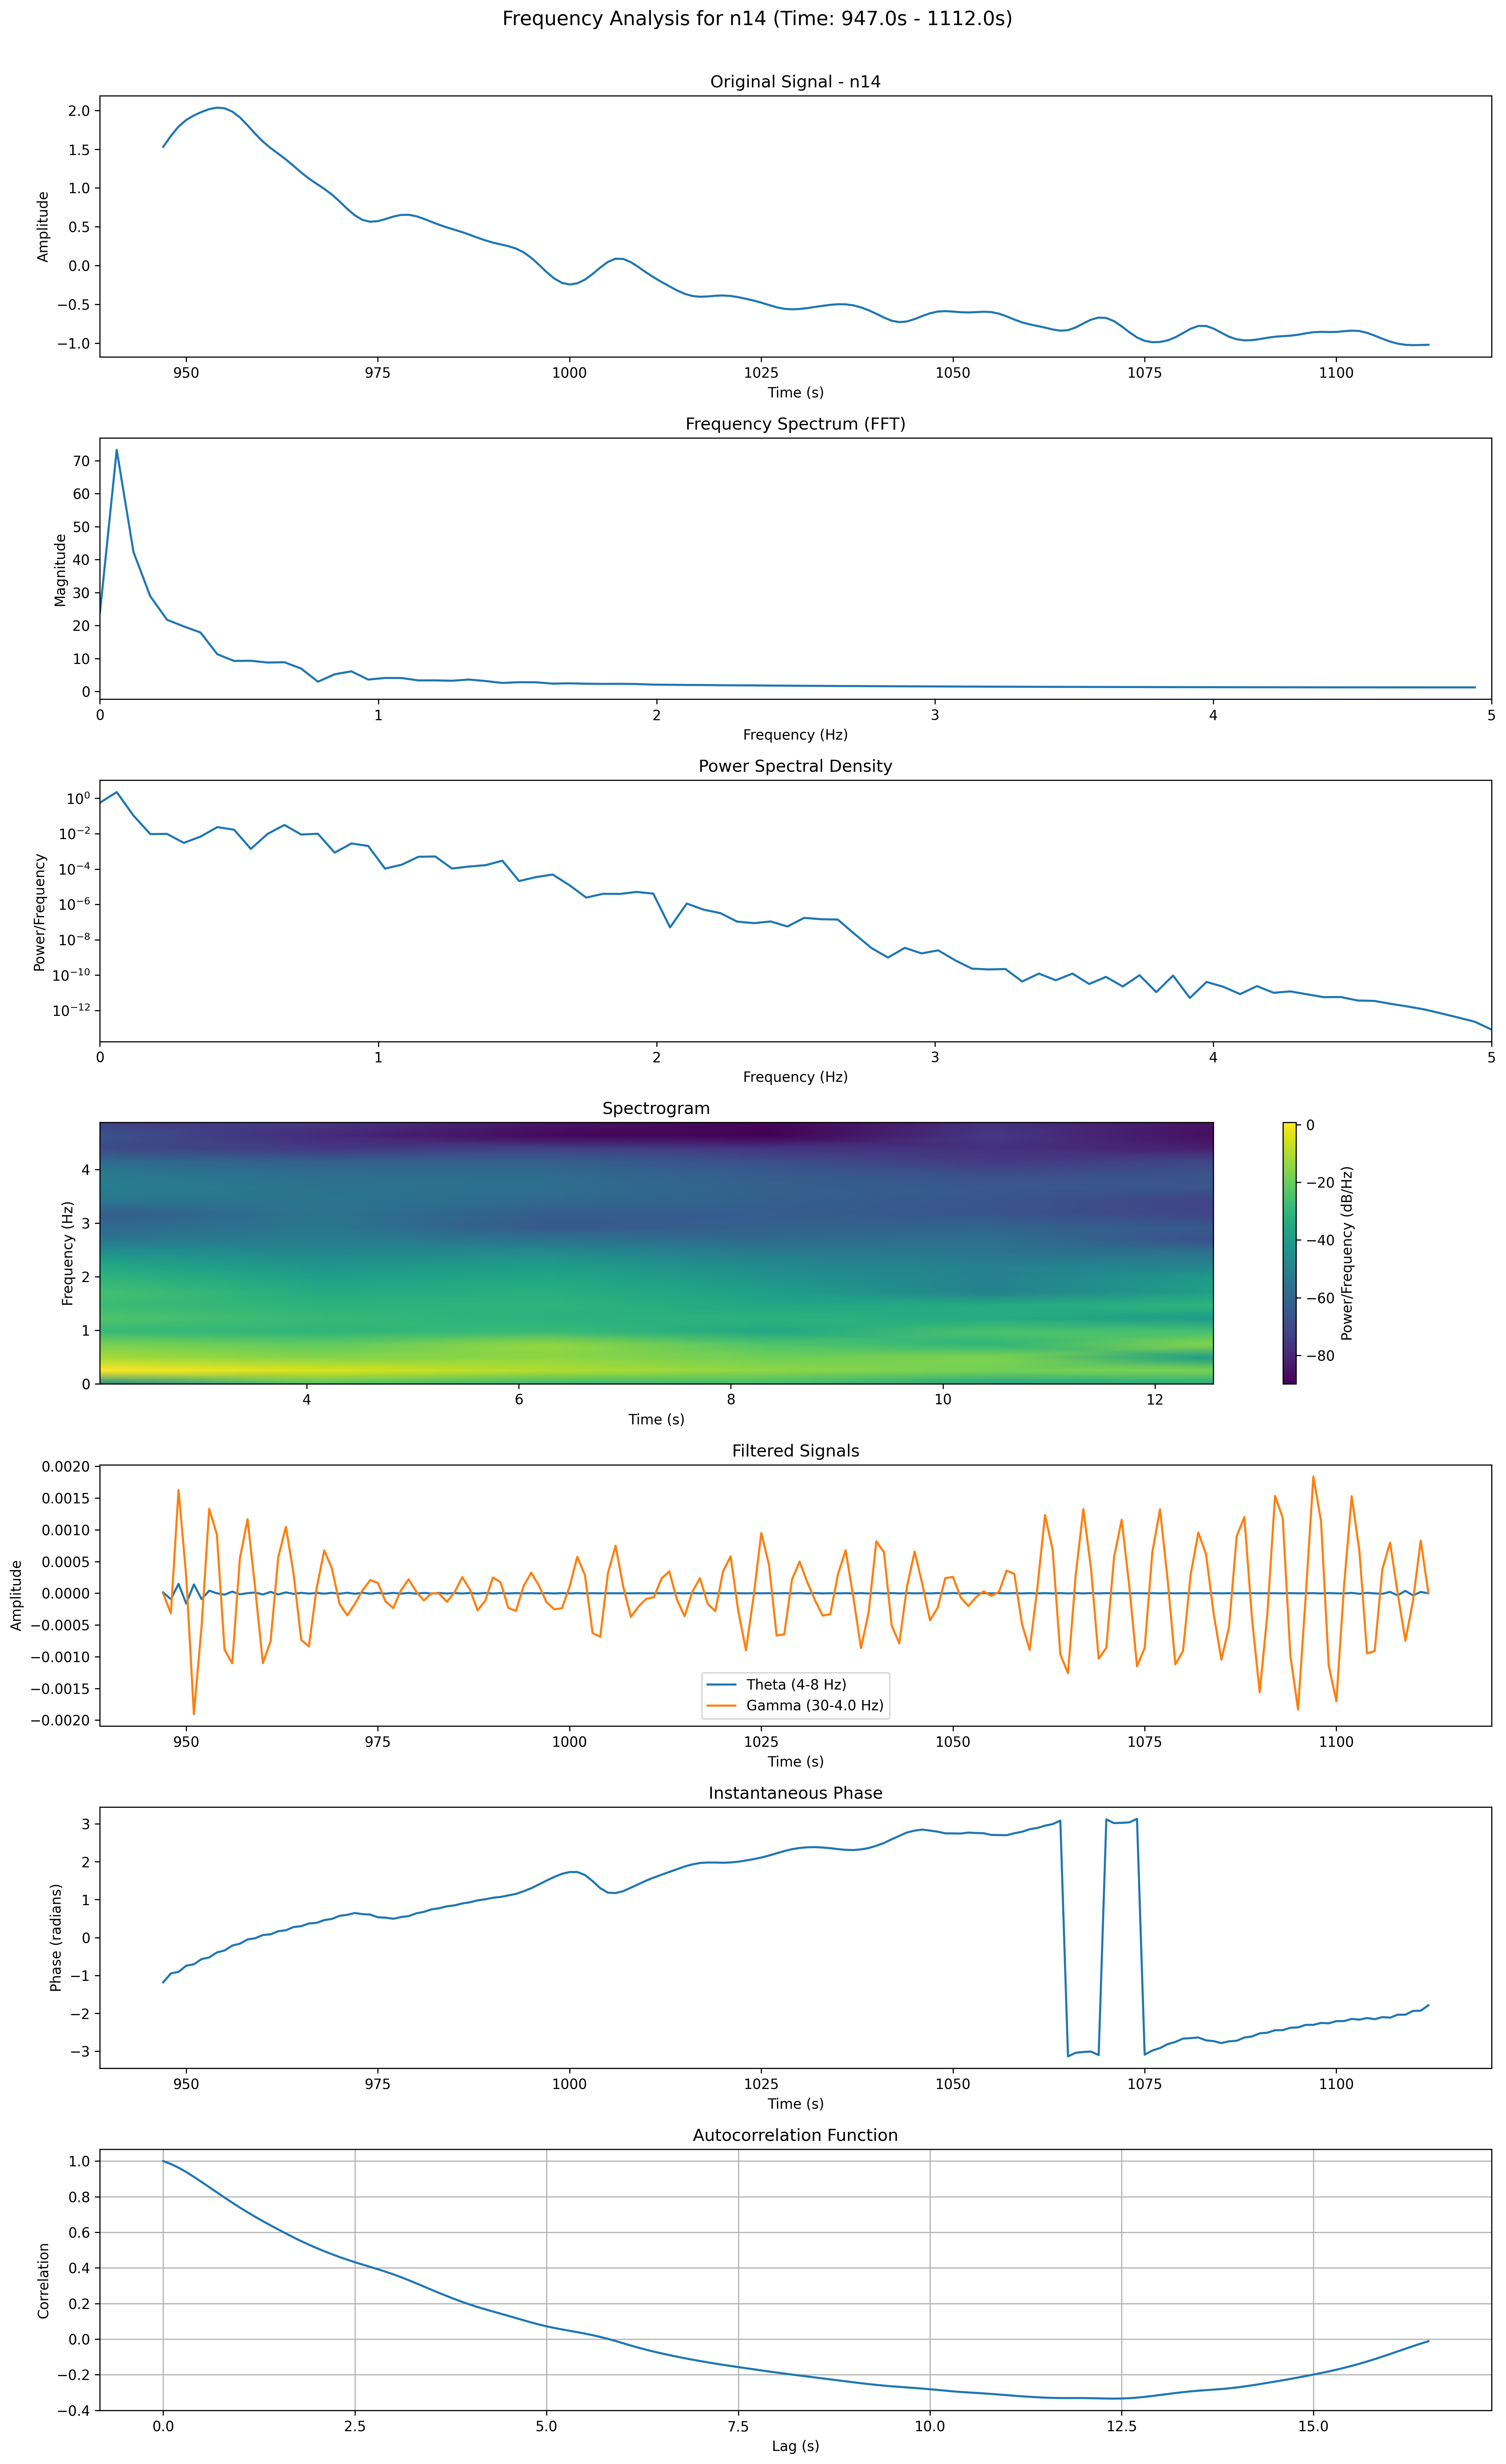 Frequency Analysis for n14 (Time: 947.0s - 1112.0s)
Original Signal - n14
2.0
1.5
1.0
0.5
0.0
−0.5
−1.0
Amplitude
950 975 1000 1025 1050 1075 1100
Time (s)
Frequency Spectrum (FFT)
70
60
50
40
30
20
10
0
Magnitude
0 1 2 3 4 5
Frequency (Hz)
Power Spectral Density
10⁰
10⁻²
10⁻⁴
10⁻⁶
10⁻⁸
10⁻¹⁰
10⁻¹²
Power/Frequency
0 1 2 3 4 5
Frequency (Hz)
Spectrogram
4
3
2
1
0
Frequency (Hz)
4 6 8 10 12
Time (s)
0
−20
−40
−60
−80
Power/Frequency (dB/Hz)
Filtered Signals
0.0020
0.0015
0.0010
0.0005
0.0000
−0.0005
−0.0010
−0.0015
−0.0020
Amplitude
Theta (4-8 Hz)
Gamma (30-4.0 Hz)
950 975 1000 1025 1050 1075 1100
Time (s)
Instantaneous Phase
3
2
1
0
−1
−2
−3
Phase (radians)
950 975 1000 1025 1050 1075 1100
Time (s)
Autocorrelation Function
1.0
0.8
0.6
0.4
0.2
0.0
−0.2
−0.4
Correlation
0.0 2.5 5.0 7.5 10.0 12.5 15.0
Lag (s)